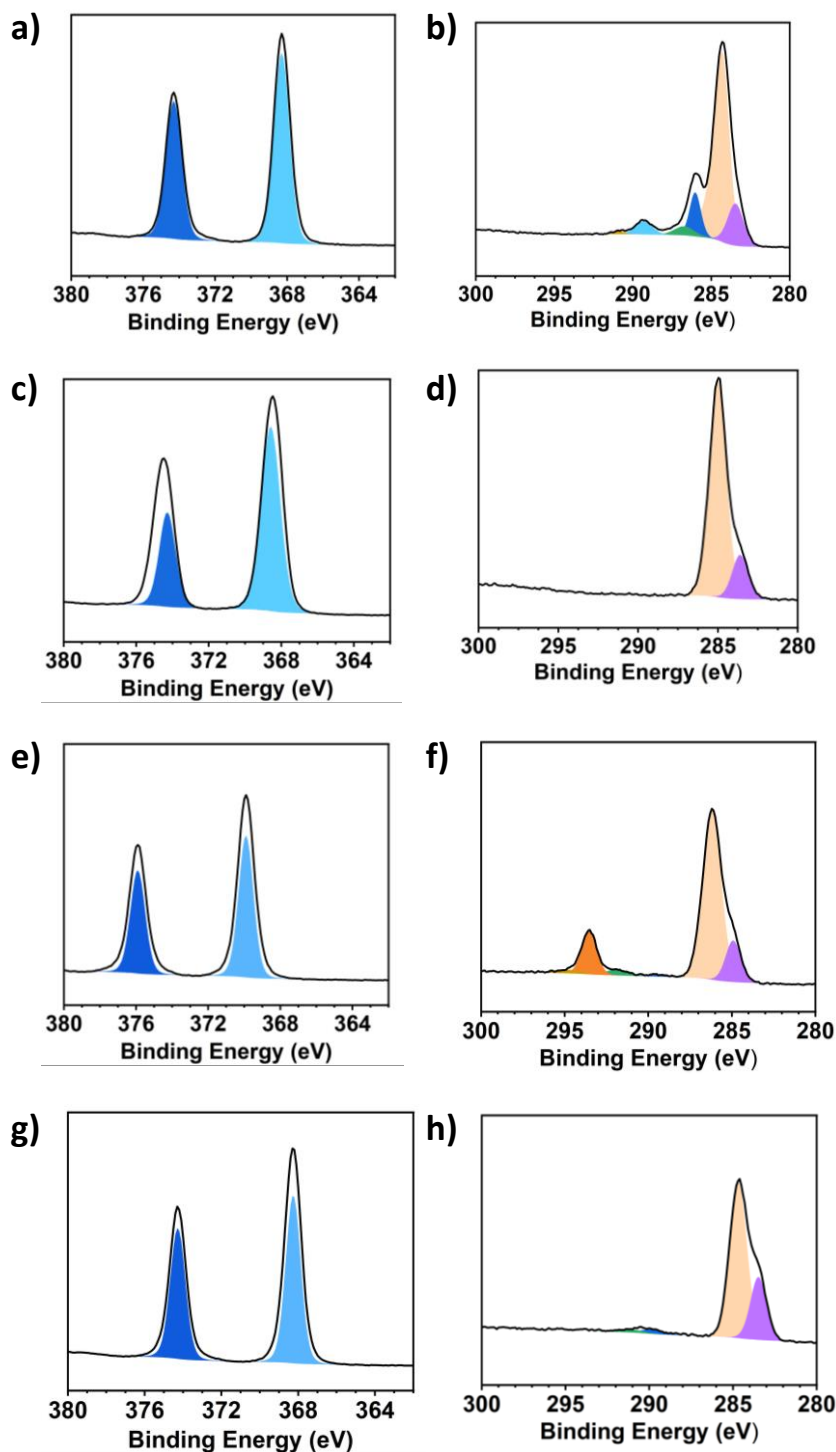 a)
b)
380 376 372 368 364
Binding Energy (eV)
300 295 290 285 280
Binding Energy (eV)
c)
d)
380 376 372 368 364
Binding Energy (eV)
300 295 290 285 280
Binding Energy (eV)
e)
f)
380 376 372 368 364
Binding Energy (eV)
300 295 290 285 280
Binding Energy (eV)
g)
h)
380 376 372 368 364
Binding Energy (eV)
300 295 290 285 280
Binding Energy (eV)